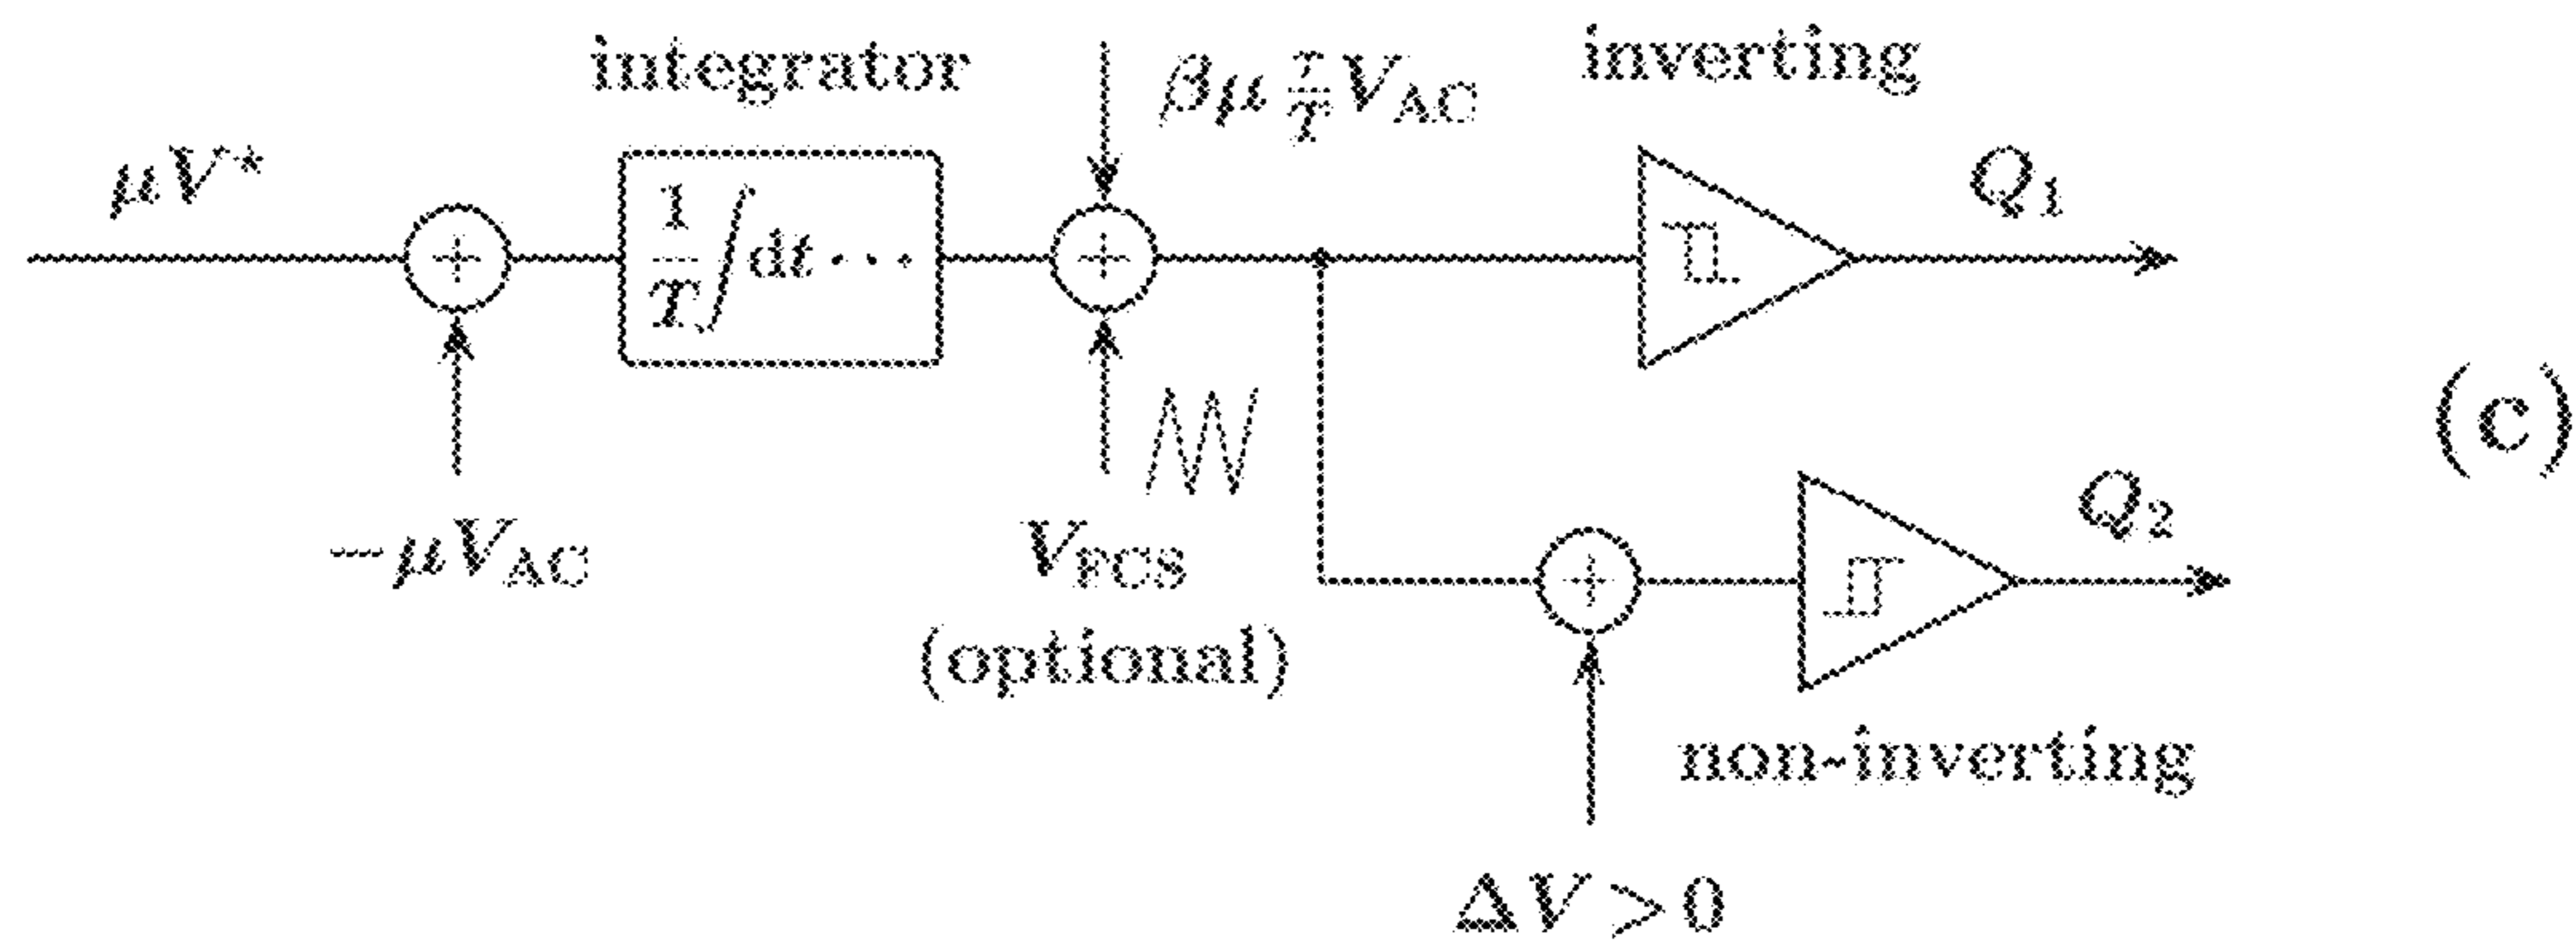 integrator
inverting
βμ τ/T V_AC
μV*
1/T ∫dt···
Q₁
(c)
Q₂
−μV_AC
V_FCS
(optional)
non-inverting
ΔV>0